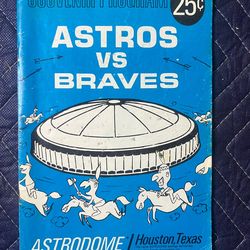 SOUVENIR PROGRAM
25¢
ASTROS
VS
BRAVES
ASTRODOME / Houston, Texas